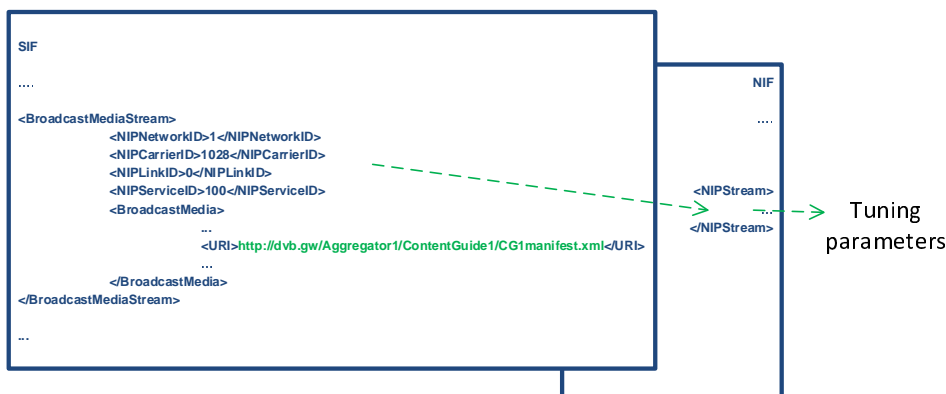 SIF
....
<BroadcastMediaStream>
<NIPNetworkID>1</NIPNetworkID>
<NIPCarrierID>1028</NIPCarrierID>
<NIPLinkID>0</NIPLinkID>
<NIPServiceID>100</NIPServiceID>
<BroadcastMedia>
...
<URI>http://dvb.gw/Aggregator1/ContentGuide1/CG1manifest.xml</URI>
...
</BroadcastMedia>
</BroadcastMediaStream>
...
NIF
....
<NIPStream>
...
</NIPStream>
Tuning
parameters